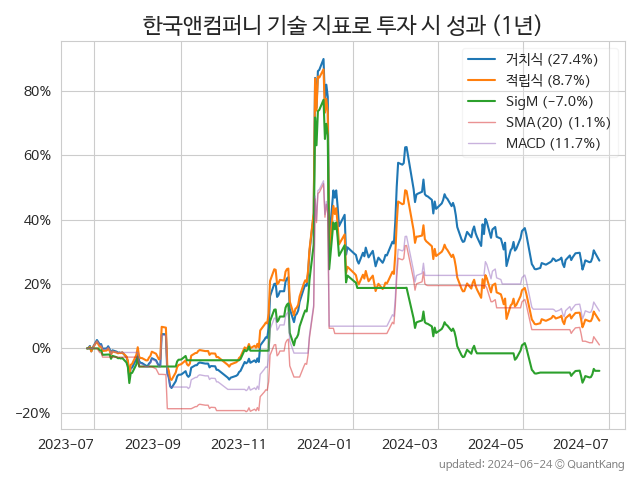 한국앤컴퍼니 기술 지표로 투자 시 성과 (1년)
거치식 (27.4%)
적립식 (8.7%)
SigM (−7.0%)
SMA(20) (1.1%)
MACD (11.7%)
80%
60%
40%
20%
0%
−20%
2023-07 2023-09 2023-11 2024-01 2024-03 2024-05 2024-07
updated: 2024-06-24 © QuantKang